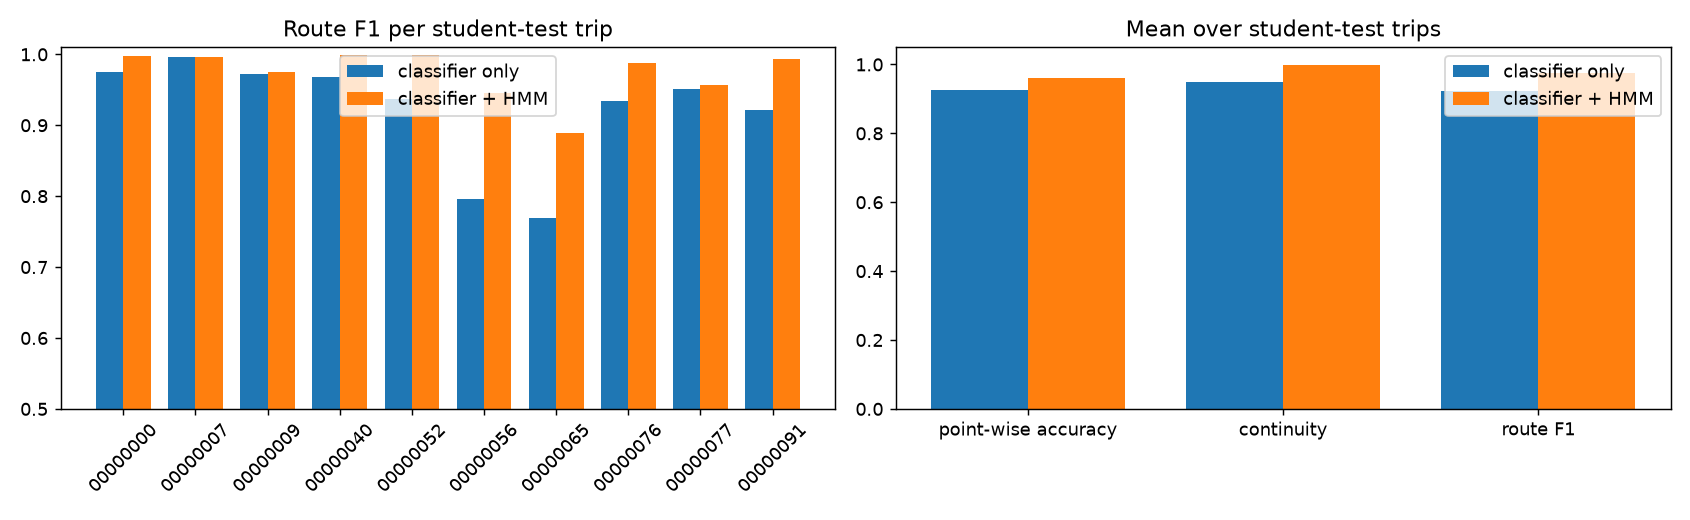 Route F1 per student-test trip
1.0
0.9
0.8
0.7
0.6
0.5
classifier only
classifier + HMM
00000000
00000007
00000009
00000040
00000052
00000056
00000065
00000076
00000077
00000091
Mean over student-test trips
1.0
0.8
0.6
0.4
0.2
0.0
classifier only
classifier + HMM
point-wise accuracy
continuity
route F1